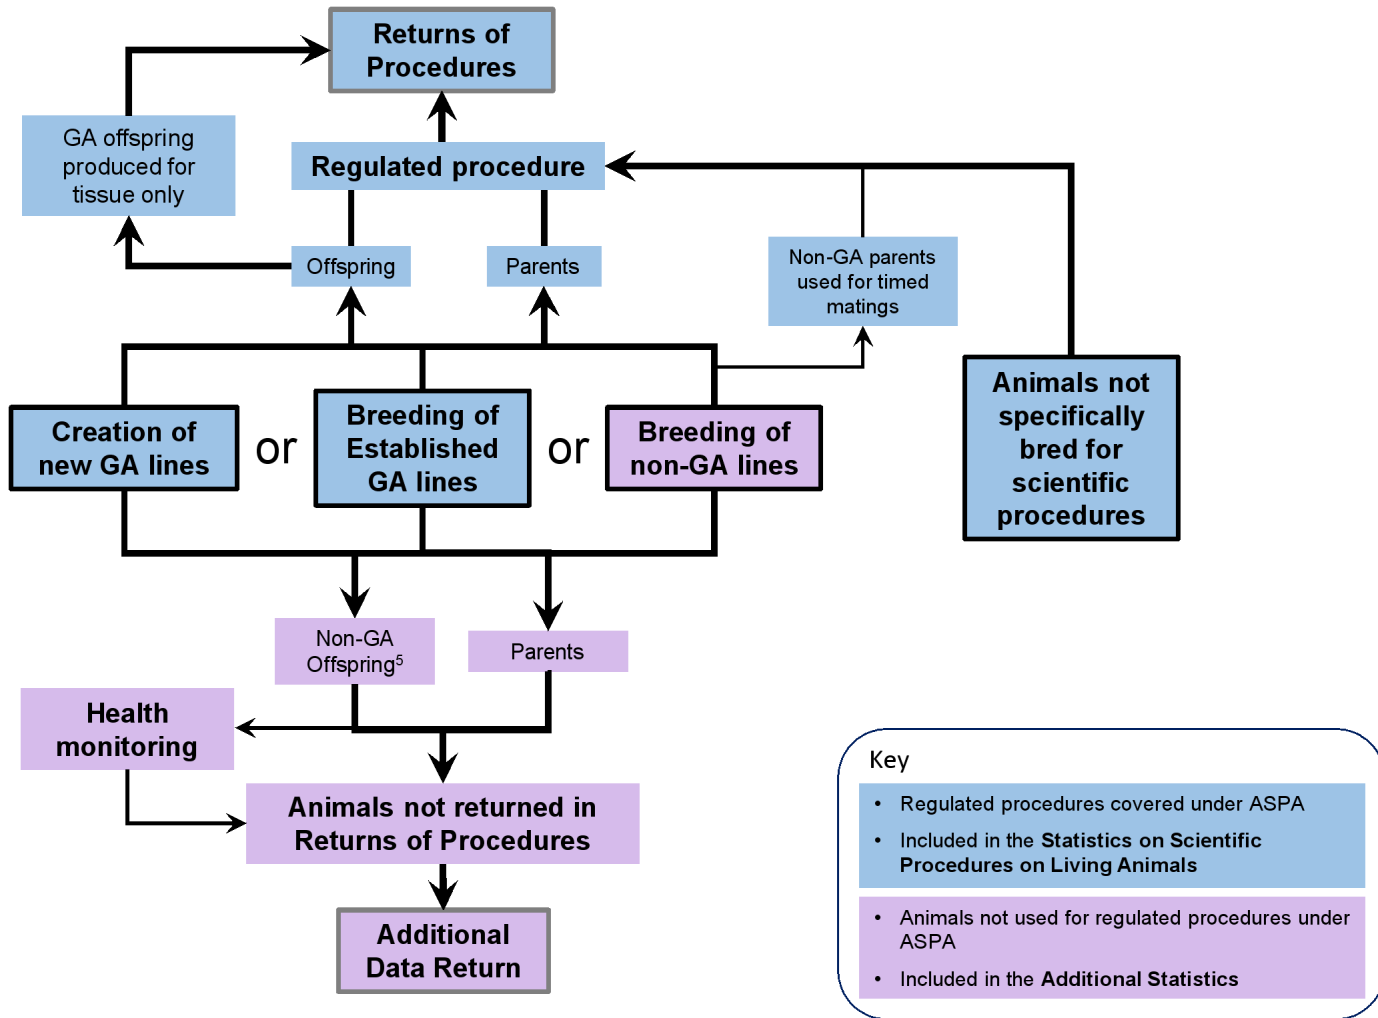 Returns of
Procedures
GA offspring
produced for
tissue only
Regulated procedure
Offspring
Parents
Non-GA parents
used for timed
matings
Creation of
new GA lines
or
Breeding of
Established
GA lines
or
Breeding of
non-GA lines
Animals not
specifically
bred for
scientific
procedures
Non-GA
Offspring⁵
Parents
Health
monitoring
Animals not returned in
Returns of Procedures
Additional
Data Return
Key
• Regulated procedures covered under ASPA
• Included in the Statistics on Scientific
Procedures on Living Animals
• Animals not used for regulated procedures under
ASPA
• Included in the Additional Statistics